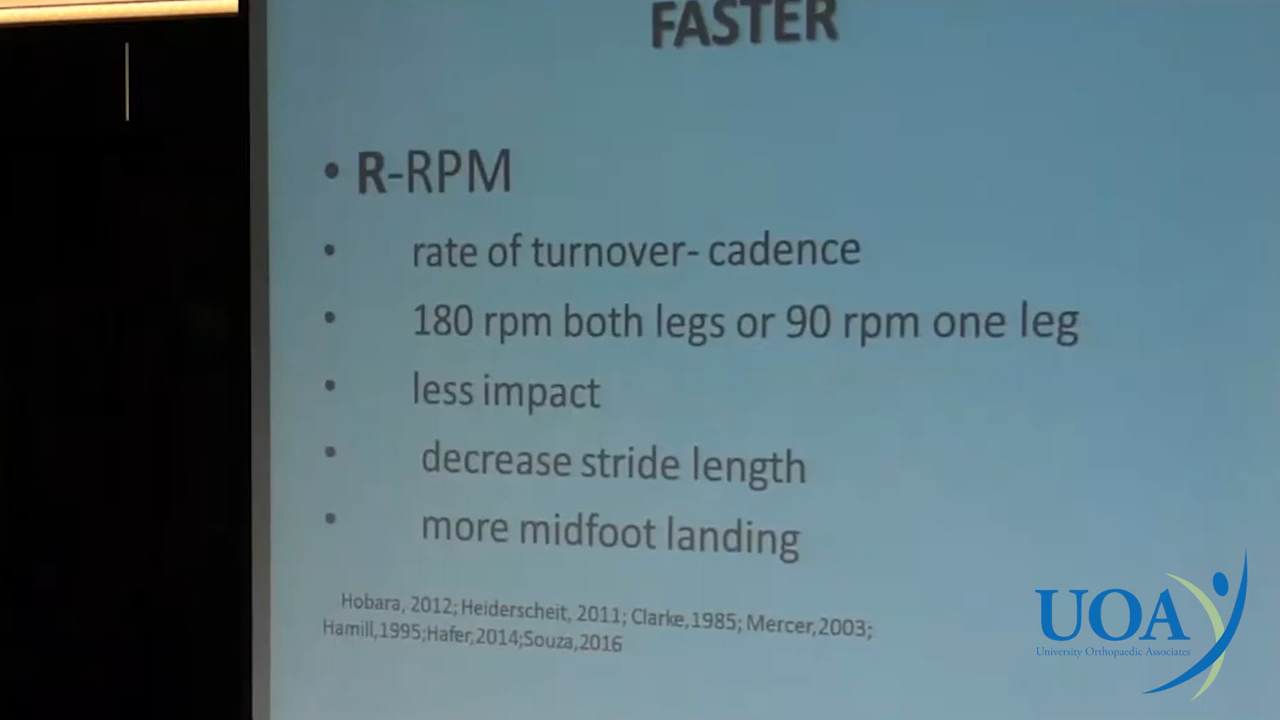 FASTER
• R-RPM
• rate of turnover- cadence
• 180 rpm both legs or 90 rpm one leg
• less impact
• decrease stride length
• more midfoot landing
Hobara, 2012; Heiderscheit, 2011; Clarke,1985; Mercer,2003;
Hamill,1995;Hafer,2014;Souza,2016
UOA
University Orthopaedic Associates